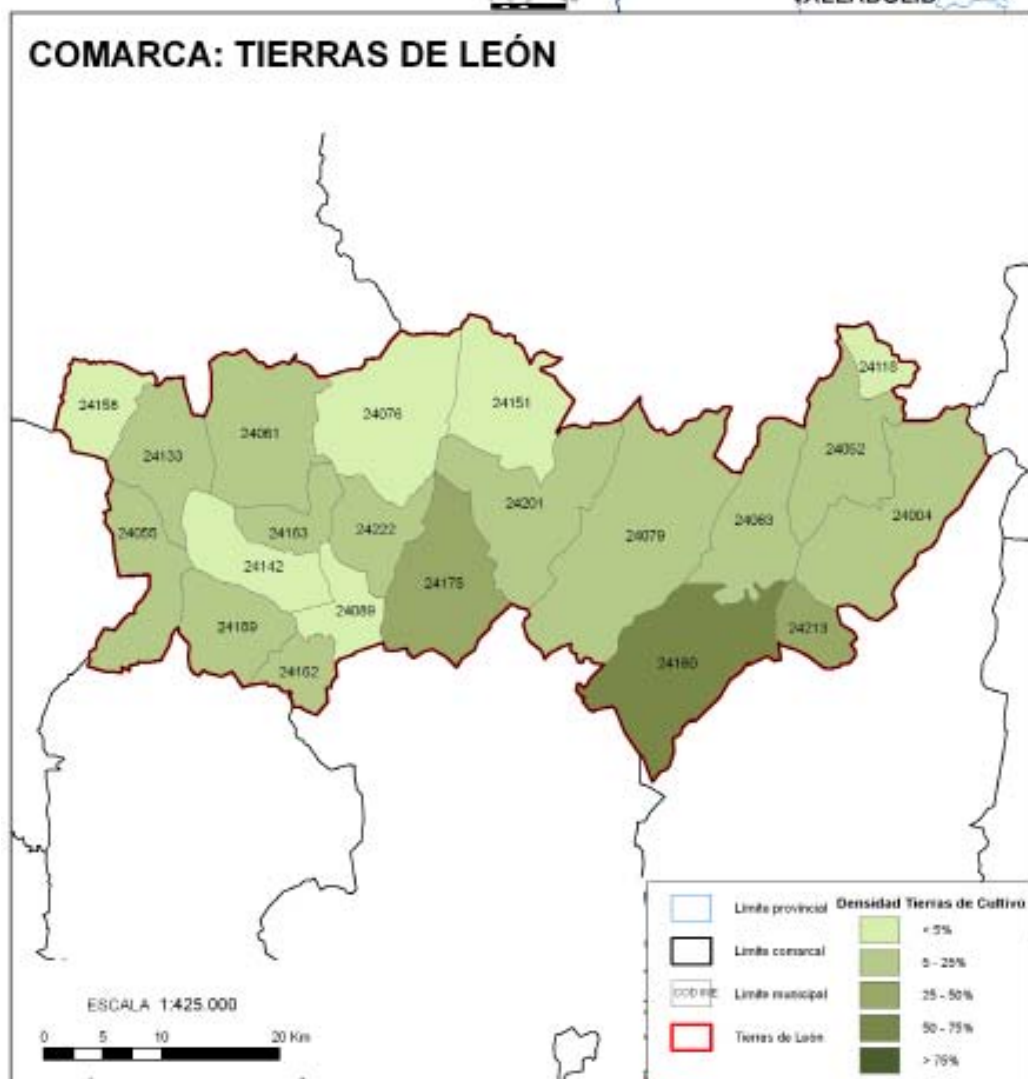 VALLADOLID
COMARCA: TIERRAS DE LEÓN
24118
24158
24076
24151
24061
24133
24052
24201
24004
24055
24163
24222
24079
24063
24142
24175
24089
24189
24213
24162
24160
Límite provincial
Límite comarcal
Límite municipal
Tierras de León
Densidad Tierras de Cultivo
< 5%
5 - 25%
25 - 50%
50 - 75%
> 75%
ESCALA 1:425.000
0 5 10 20 Km